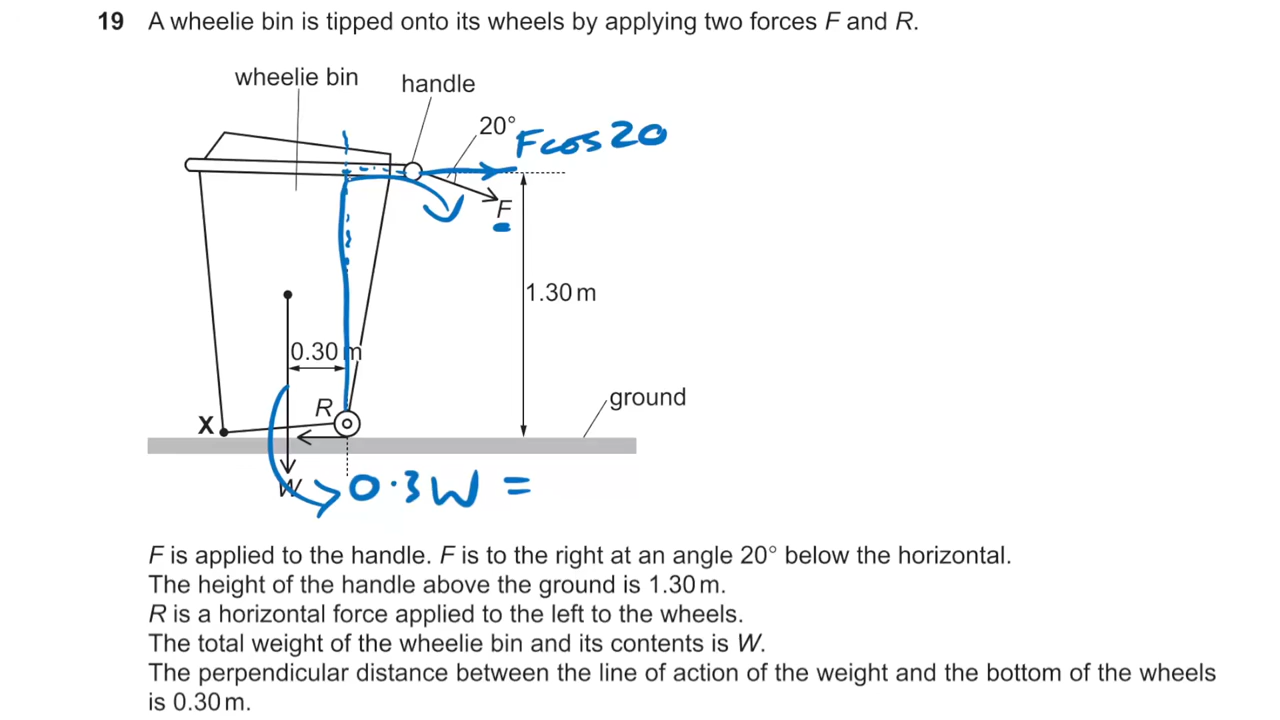 19 A wheelie bin is tipped onto its wheels by applying two forces F and R.
wheelie bin
handle
20°
Fcos20
F
1.30 m
0.30 m
ground
R
X
W
0.3W =
F is applied to the handle. F is to the right at an angle 20° below the horizontal.
The height of the handle above the ground is 1.30 m.
R is a horizontal force applied to the left to the wheels.
The total weight of the wheelie bin and its contents is W.
The perpendicular distance between the line of action of the weight and the bottom of the wheels
is 0.30 m.